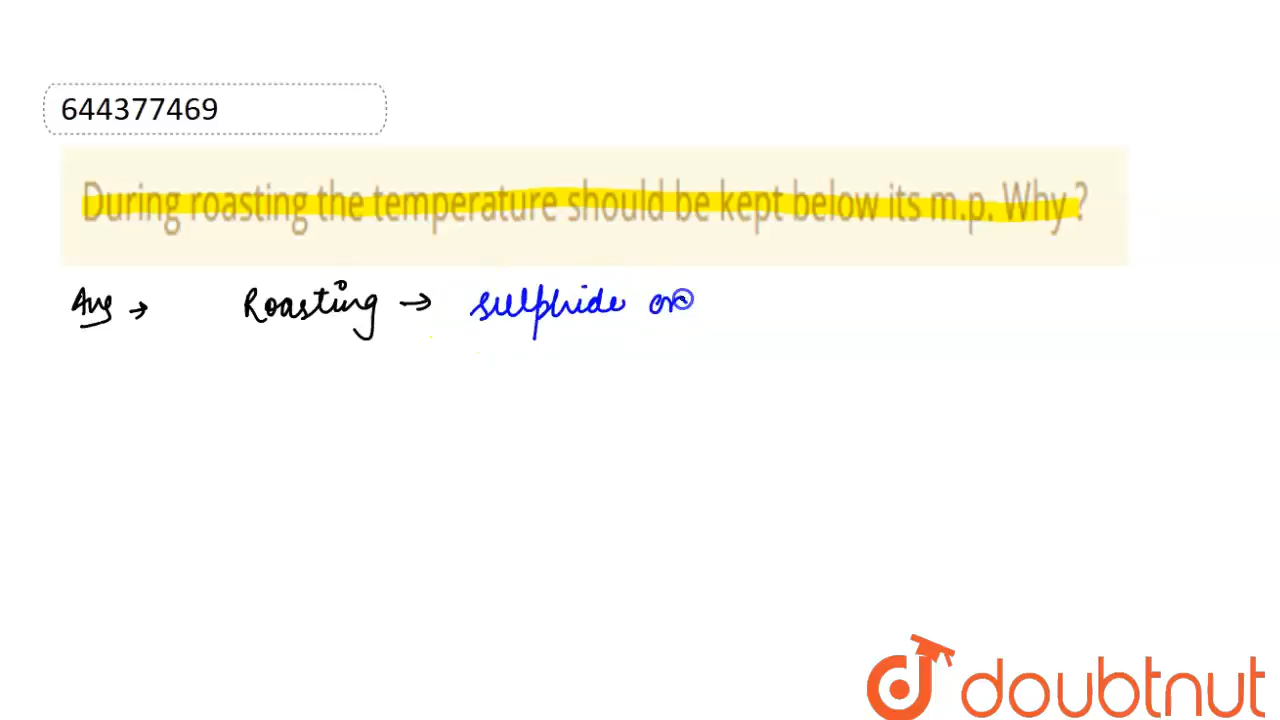 644377469
During roasting the temperature should be kept below its m.p. Why ?
Ans → Roasting → sulphide
doubtnut